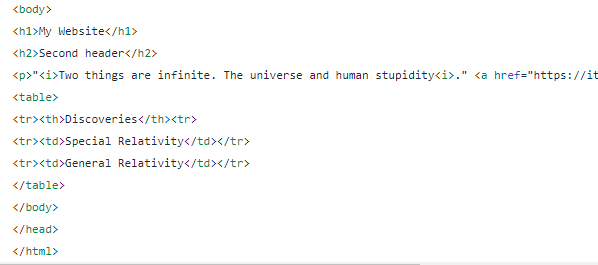 <body>
<h1>My Website</h1>
<h2>Second header</h2>
<p>"<i>Two things are infinite. The universe and human stupidity<i>." <a href="https://it
<table>
<tr><th>Discoveries</th><tr>
<tr><td>Special Relativity</td></tr>
<tr><td>General Relativity</td></tr>
</table>
</body>
</head>
</html>